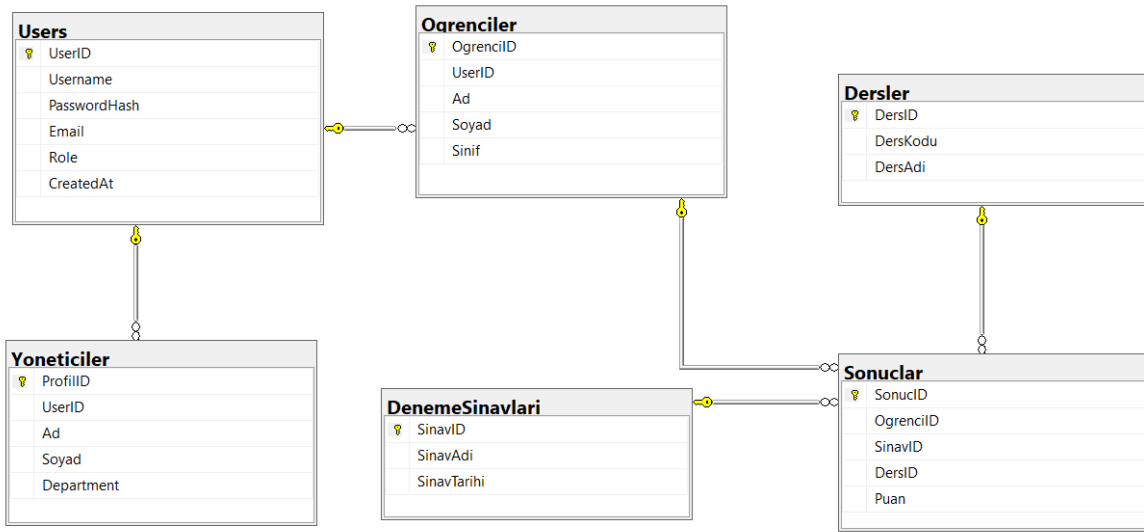 Users
UserID
Username
PasswordHash
Email
Role
CreatedAt
Ogrenciler
OgrenciID
UserID
Ad
Soyad
Sinif
Dersler
DersID
DersKodu
DersAdi
Yoneticiler
ProfilID
UserID
Ad
Soyad
Department
DenemeSinavlari
SinavID
SinavAdi
SinavTarihi
Sonuclar
SonucID
OgrenciID
SinavID
DersID
Puan